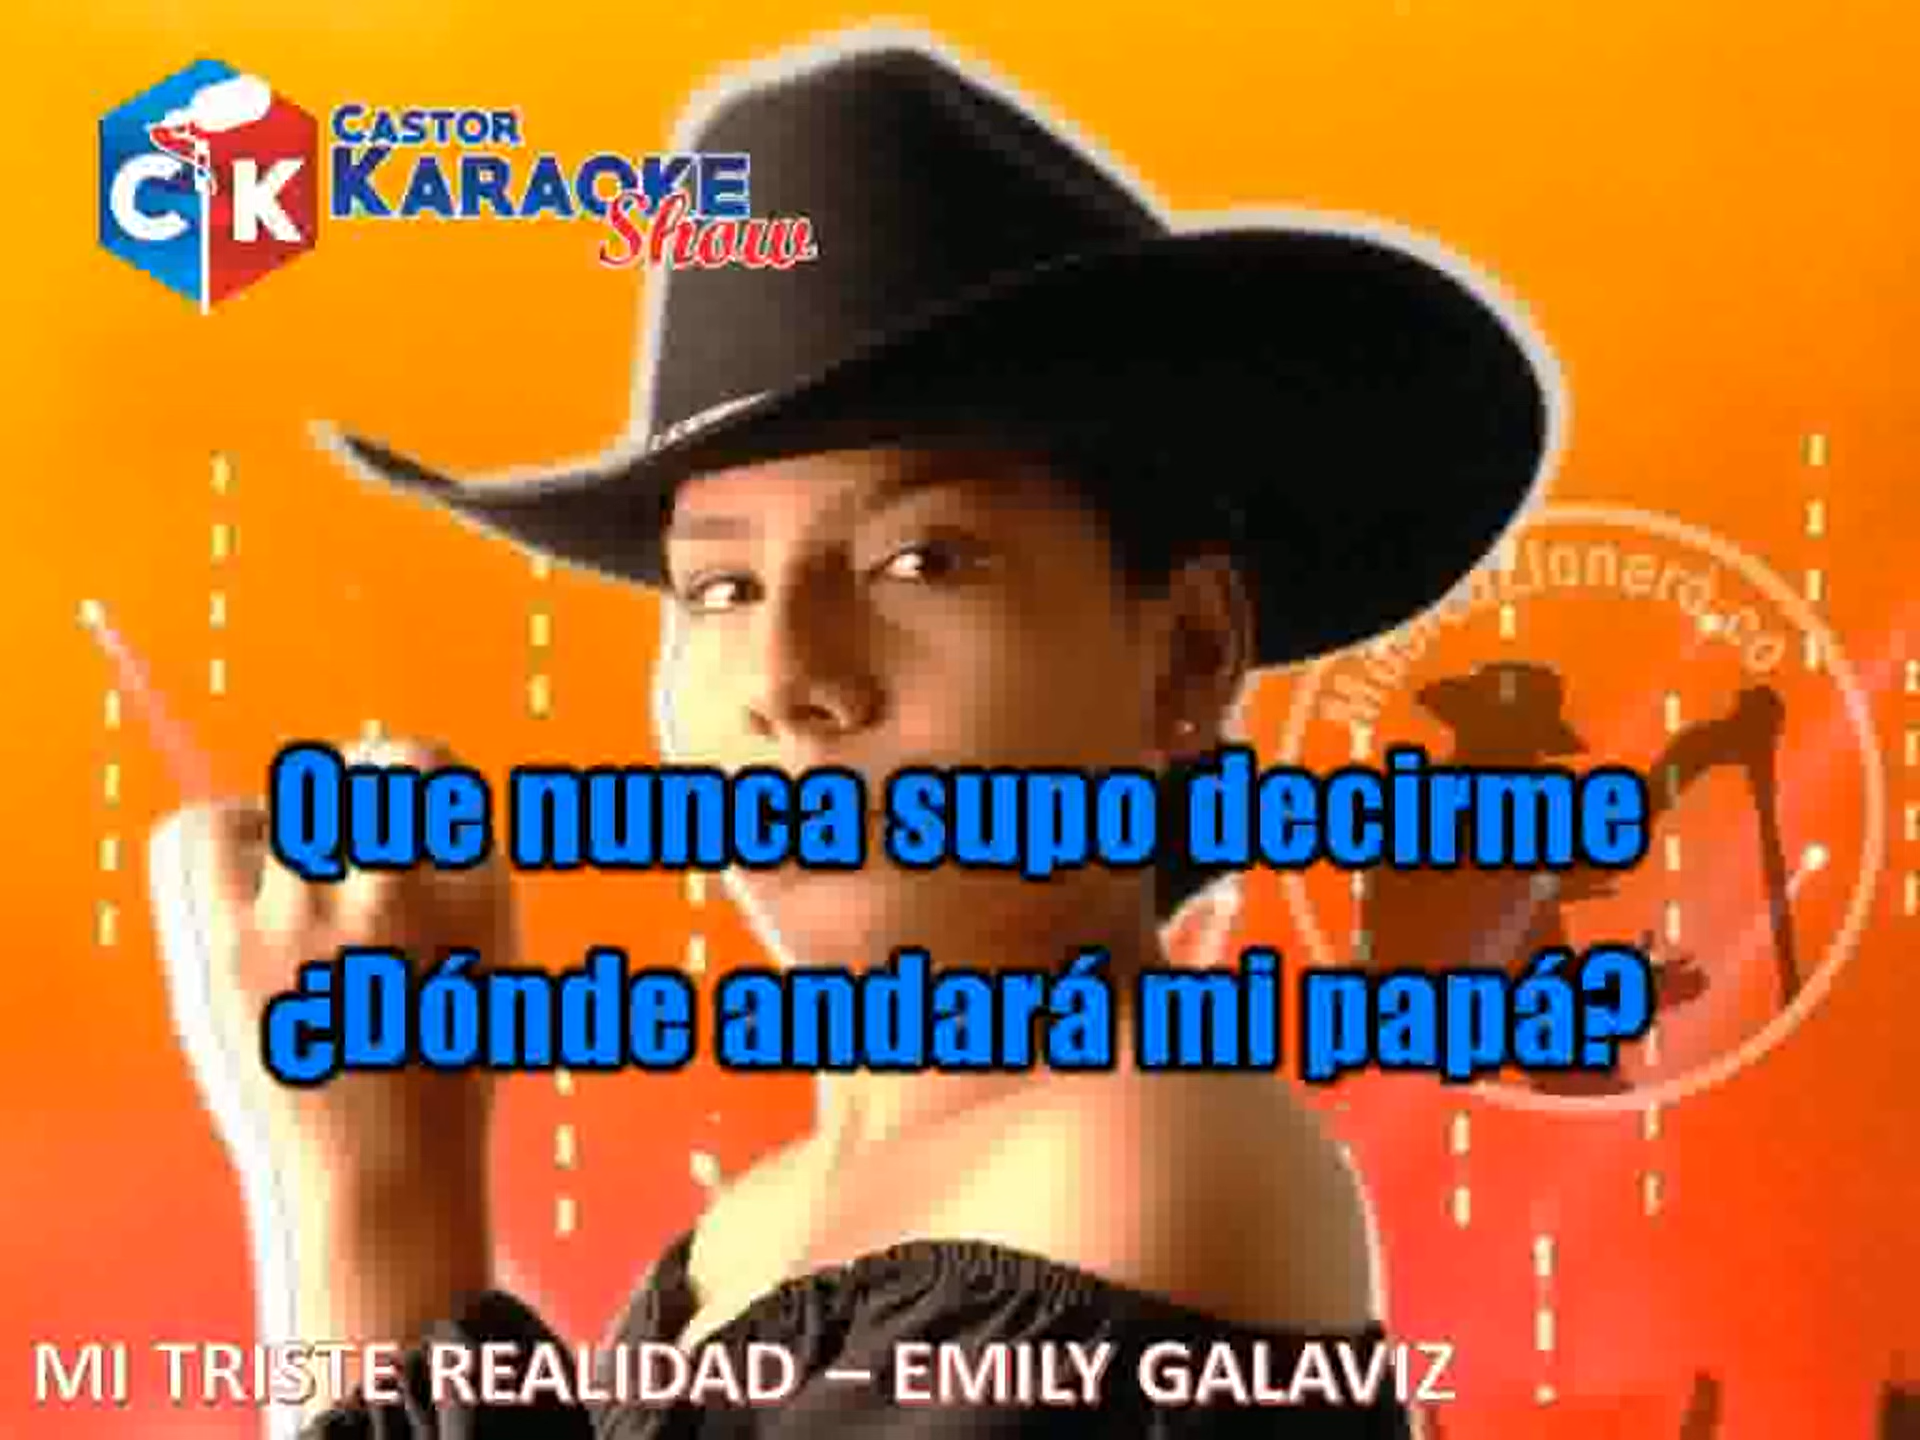 CK
CASTOR
KARAOKE
Show
Que nunca supo decirme
¿Dónde andará mi papá?
MI TRISTE REALIDAD – EMILY GALAVIZ